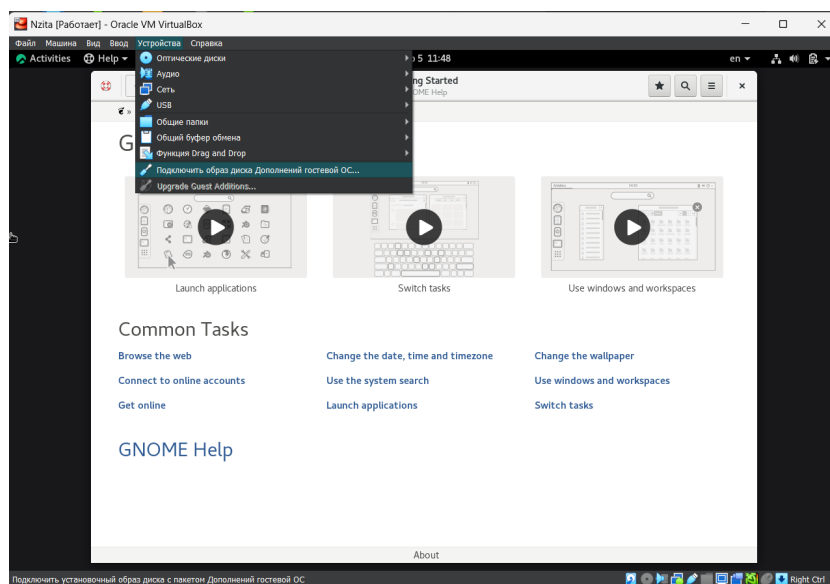 Nzita [Работает] - Oracle VM VirtualBox
Файл Машина Вид Ввод Устройства Справка
Activities Help 5 11:48 en
Оптические диски
Аудио
Сеть
USB
Общие папки
Общий буфер обмена
Функция Drag and Drop
Подключить образ диска Дополнений гостевой ОС...
Upgrade Guest Additions...
ng Started
OME Help
G
Launch applications Switch tasks Use windows and workspaces
Common Tasks
Browse the web Change the date, time and timezone Change the wallpaper
Connect to online accounts Use the system search Use windows and workspaces
Get online Launch applications Switch tasks
GNOME Help
About
Подключить установочный образ диска с пакетом Дополнений гостевой ОС Right Ctrl